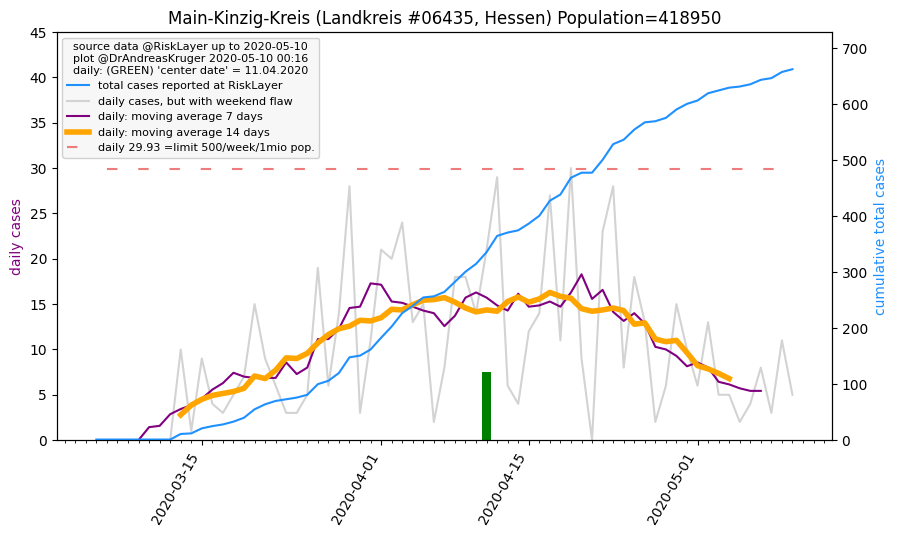 Main-Kinzig-Kreis (Landkreis #06435, Hessen) Population=418950
source data @RiskLayer up to 2020-05-10
plot @DrAndreasKruger 2020-05-10 00:16
daily: (GREEN) 'center date' = 11.04.2020
total cases reported at RiskLayer
daily cases, but with weekend flaw
daily: moving average 7 days
daily: moving average 14 days
daily 29.93 =limit 500/week/1mio pop.
daily cases
45
40
35
30
25
20
15
10
5
0
700
600
500
400
300
200
100
0
cumulative total cases
2020-03-15
2020-04-01
2020-04-15
2020-05-01